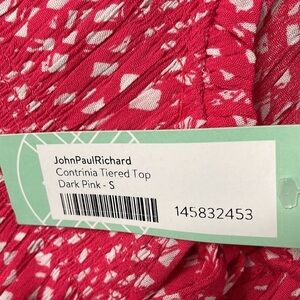 JohnPaulRichard
Contrinia Tiered Top
Dark Pink - S
145832453